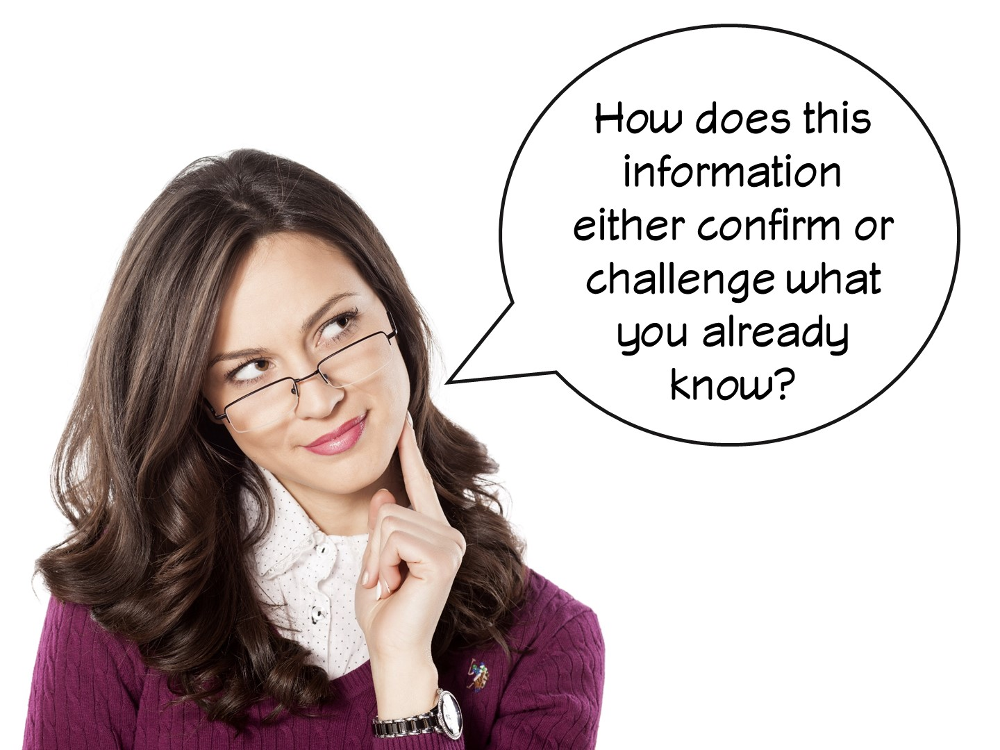 How does this
information
either confirm or
challenge what
you already
know?